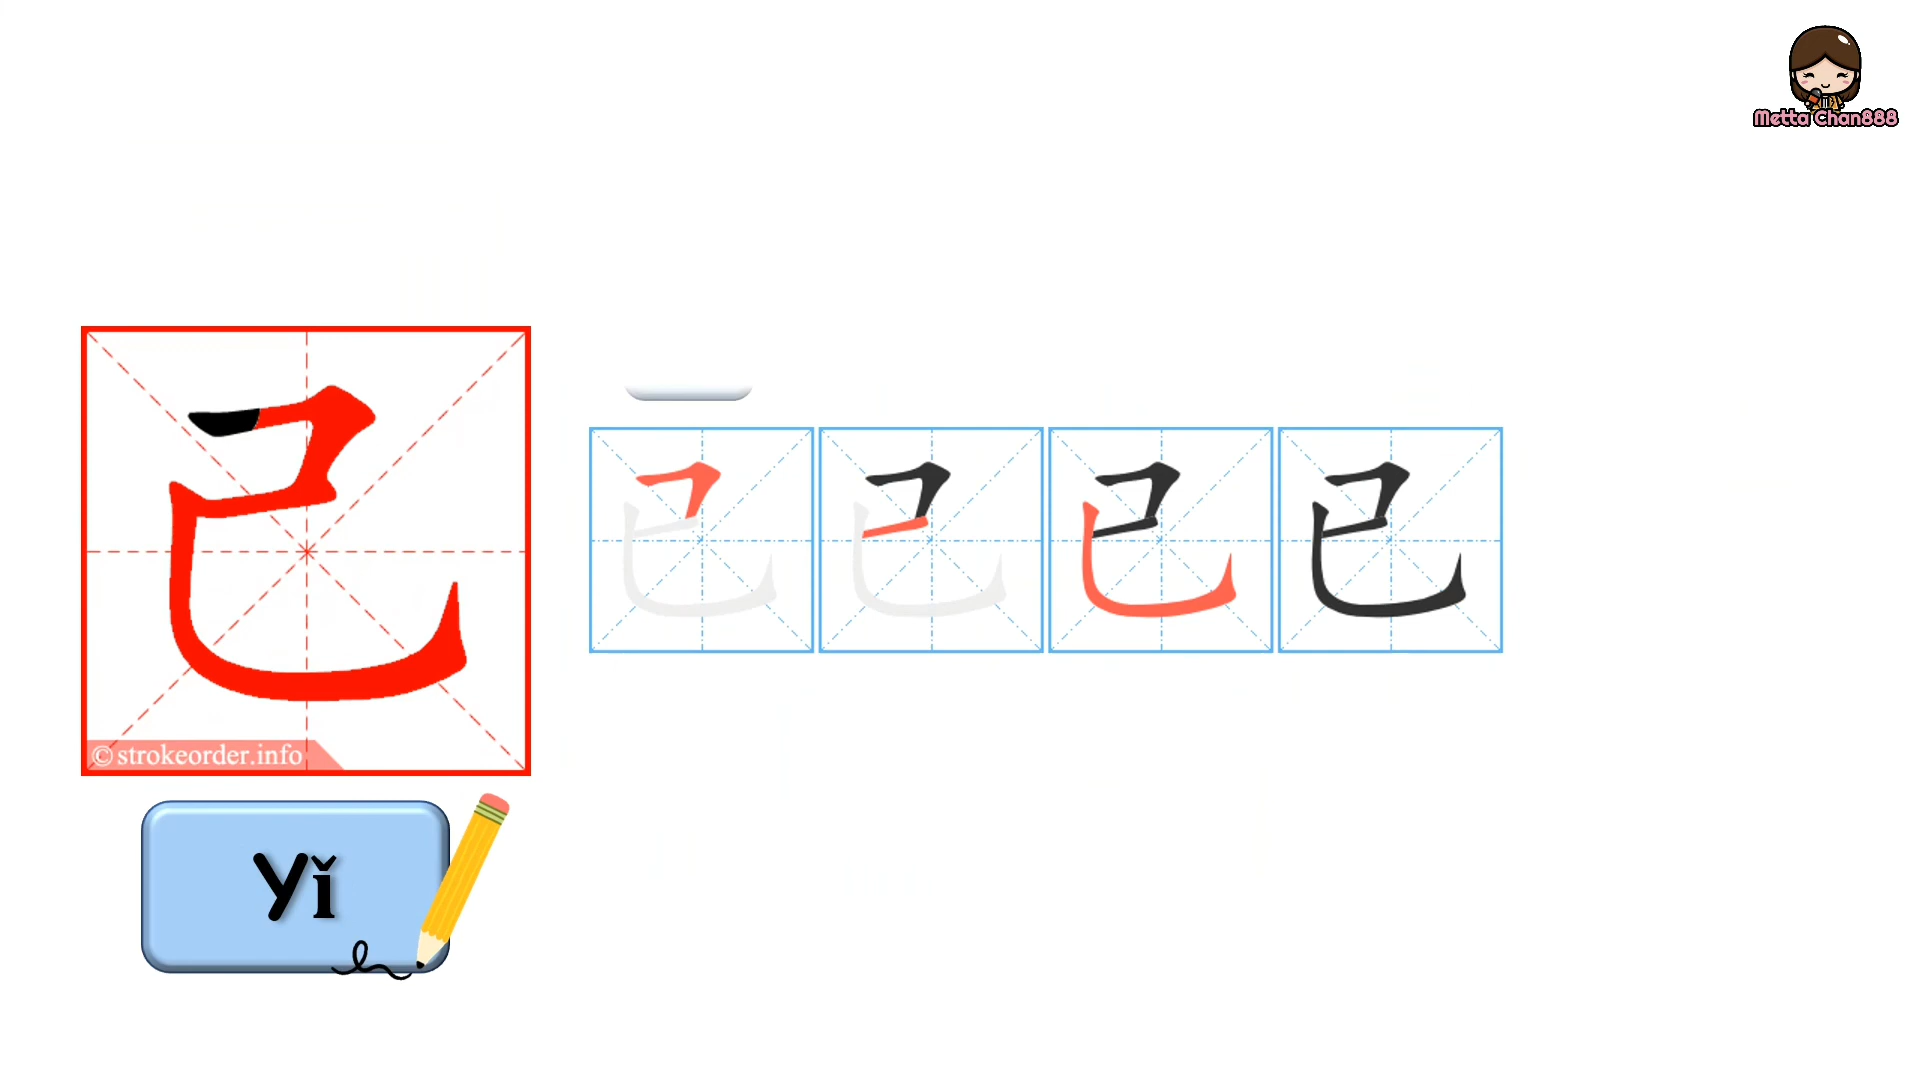 Metta Chan888
已
已 已 已 已
© strokeorder.info
Yǐ